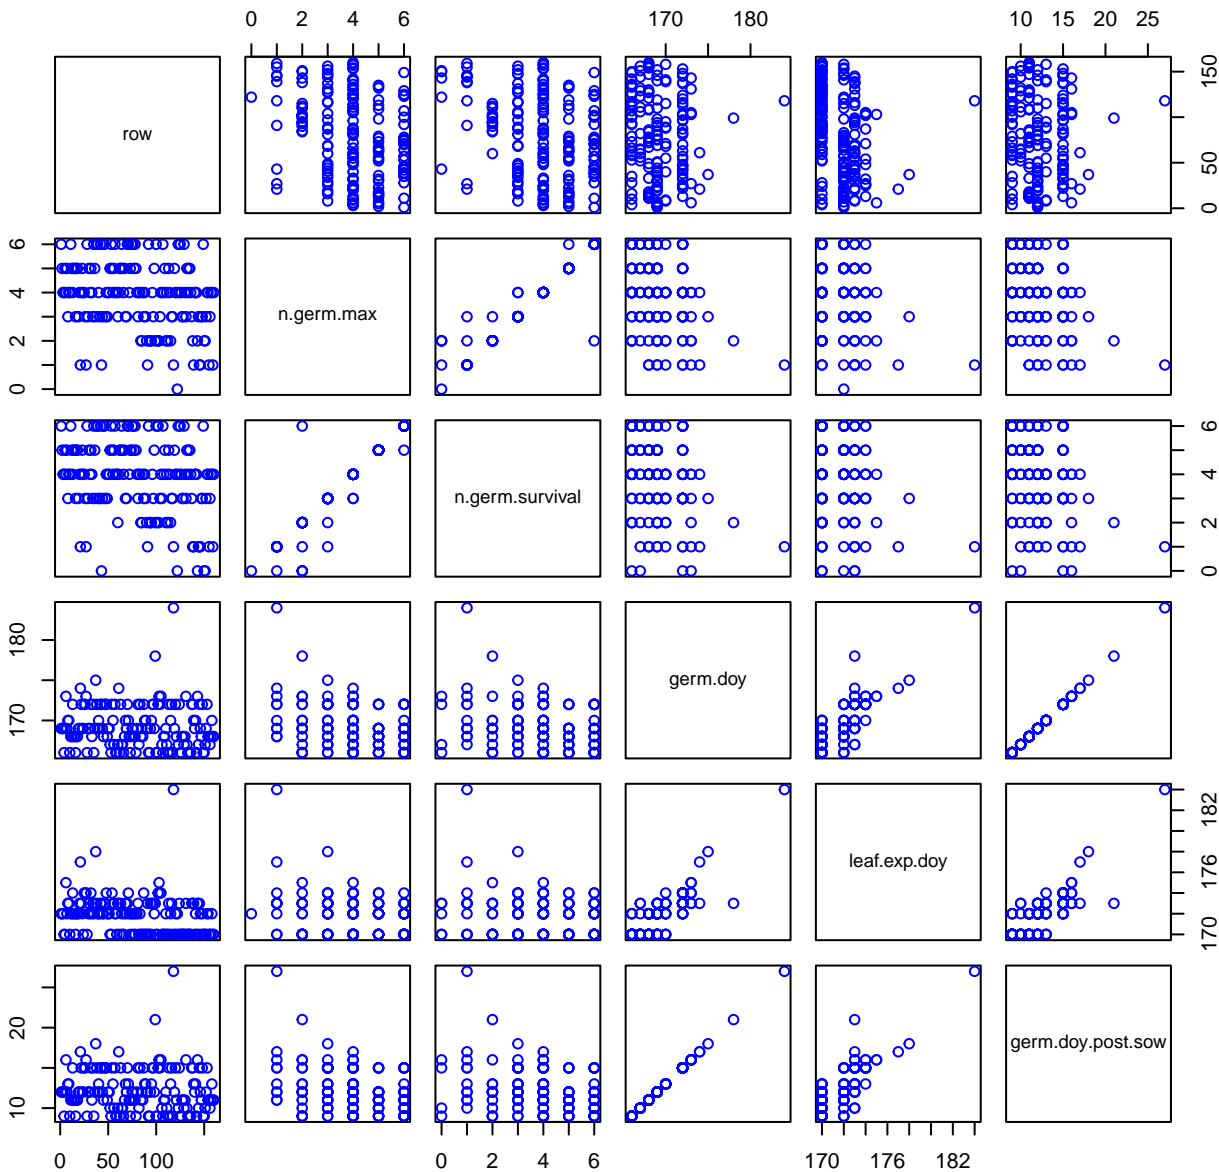 0 2 4 6 170 180 10 15 20 25
row 0 50 150
0 2 4 6 n.germ.max
n.germ.survival 0 2 4 6
170 180 germ.doy
leaf.exp.doy 170 176 182
10 20 germ.doy.post.sow
0 50 100 0 2 4 6 170 176 182